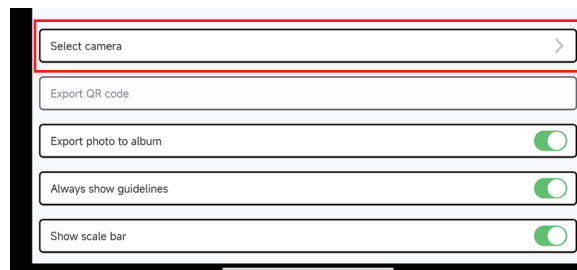 Select camera
Export QR code
Export photo to album
Always show guidelines
Show scale bar